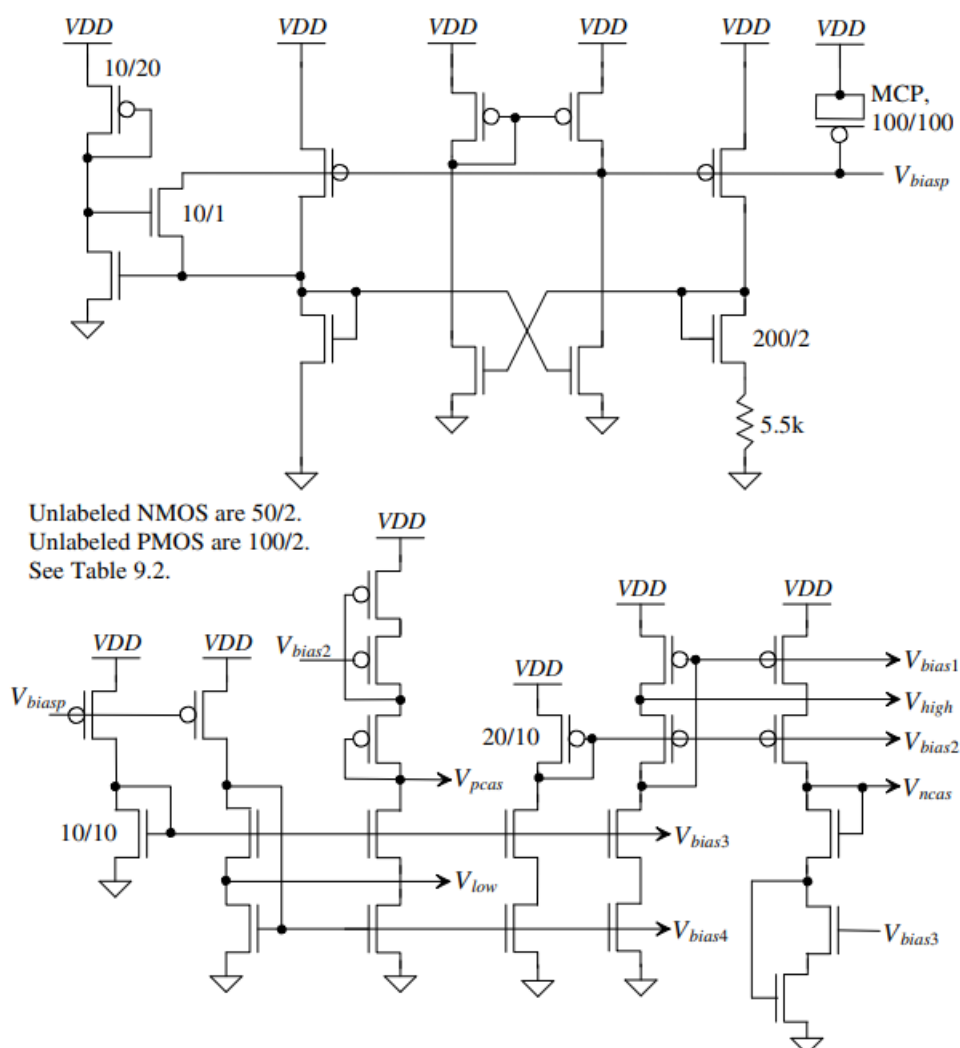 VDD VDD VDD VDD VDD VDD
10/20
MCP,
100/100
V_biasp
10/1
200/2
5.5k
Unlabeled NMOS are 50/2.
Unlabeled PMOS are 100/2.
See Table 9.2.
VDD
VDD VDD
V_bias2
VDD VDD
VDD VDD
V_biasp
V_bias1
V_high
20/10
V_bias2
V_pcas
V_ncas
10/10
V_bias3
V_low
V_bias4
V_bias3